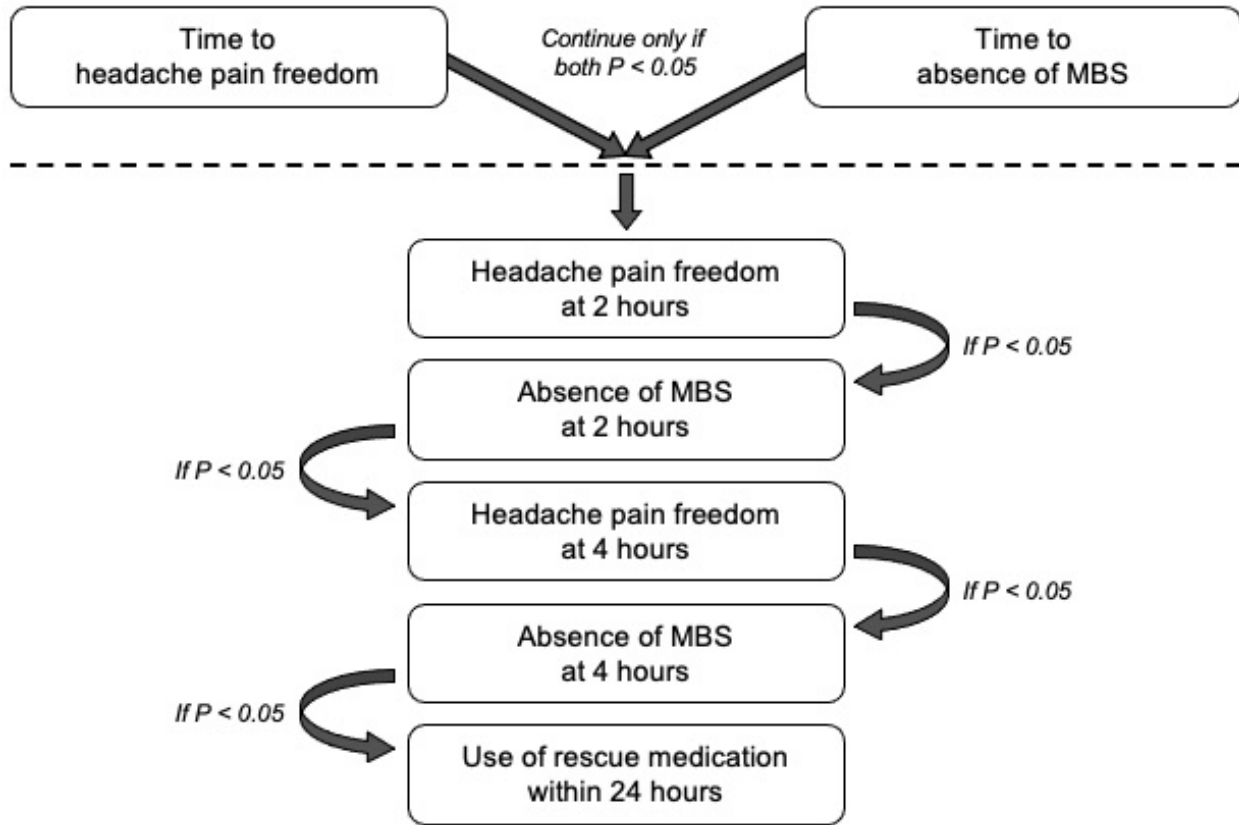 Time to
headache pain freedom
Continue only if
both P < 0.05
Time to
absence of MBS
Headache pain freedom
at 2 hours
If P < 0.05
Absence of MBS
at 2 hours
If P < 0.05
Headache pain freedom
at 4 hours
If P < 0.05
Absence of MBS
at 4 hours
If P < 0.05
Use of rescue medication
within 24 hours